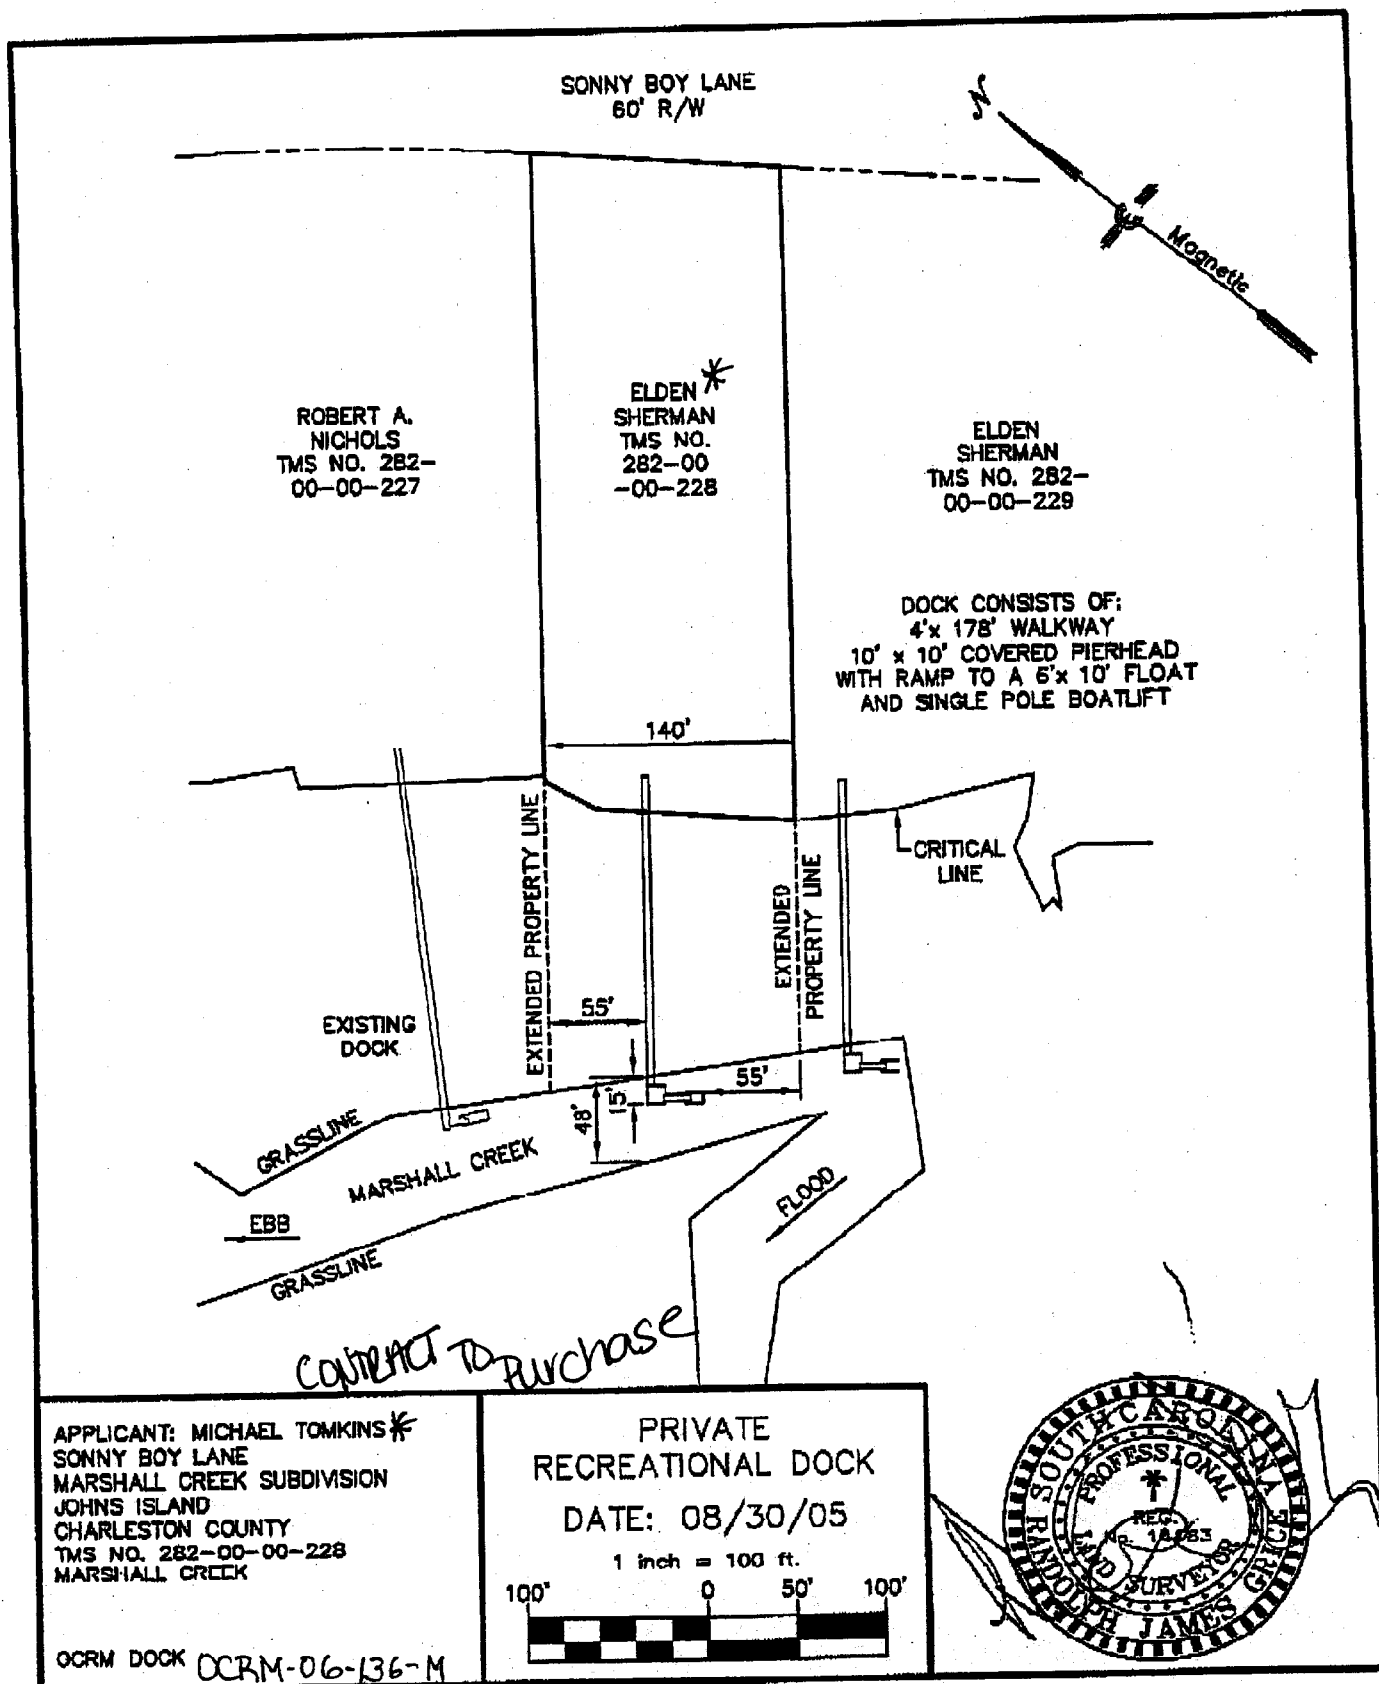 SONNY BOY LANE
60' R/W
N
Magnetic
ROBERT A.
NICHOLS
TMS NO. 282-
00-00-227
ELDEN *
SHERMAN
TMS NO.
282-00
-00-228
ELDEN
SHERMAN
TMS NO. 282-
00-00-229
DOCK CONSISTS OF:
4'x 178' WALKWAY
10' x 10' COVERED PIERHEAD
WITH RAMP TO A 6'x 10' FLOAT
AND SINGLE POLE BOATLIFT
140'
EXTENDED PROPERTY LINE
EXTENDED
PROPERTY LINE
CRITICAL
LINE
EXISTING
DOCK
55'
55'
15'
48'
GRASSLINE
MARSHALL CREEK
EBB
FLOOD
GRASSLINE
CONTRACT TO Purchase
APPLICANT: MICHAEL TOMKINS *
SONNY BOY LANE
MARSHALL CREEK SUBDIVISION
JOHNS ISLAND
CHARLESTON COUNTY
TMS NO. 282-00-00-228
MARSHALL CREEK
OCRM DOCK OCRM-06-136-M
PRIVATE
RECREATIONAL DOCK
DATE: 08/30/05
1 inch = 100 ft.
100' 0 50' 100'
SOUTH CAROLINA
PROFESSIONAL
REG.
No.
LAND SURVEYOR
RANDOLPH JAMES GRICE